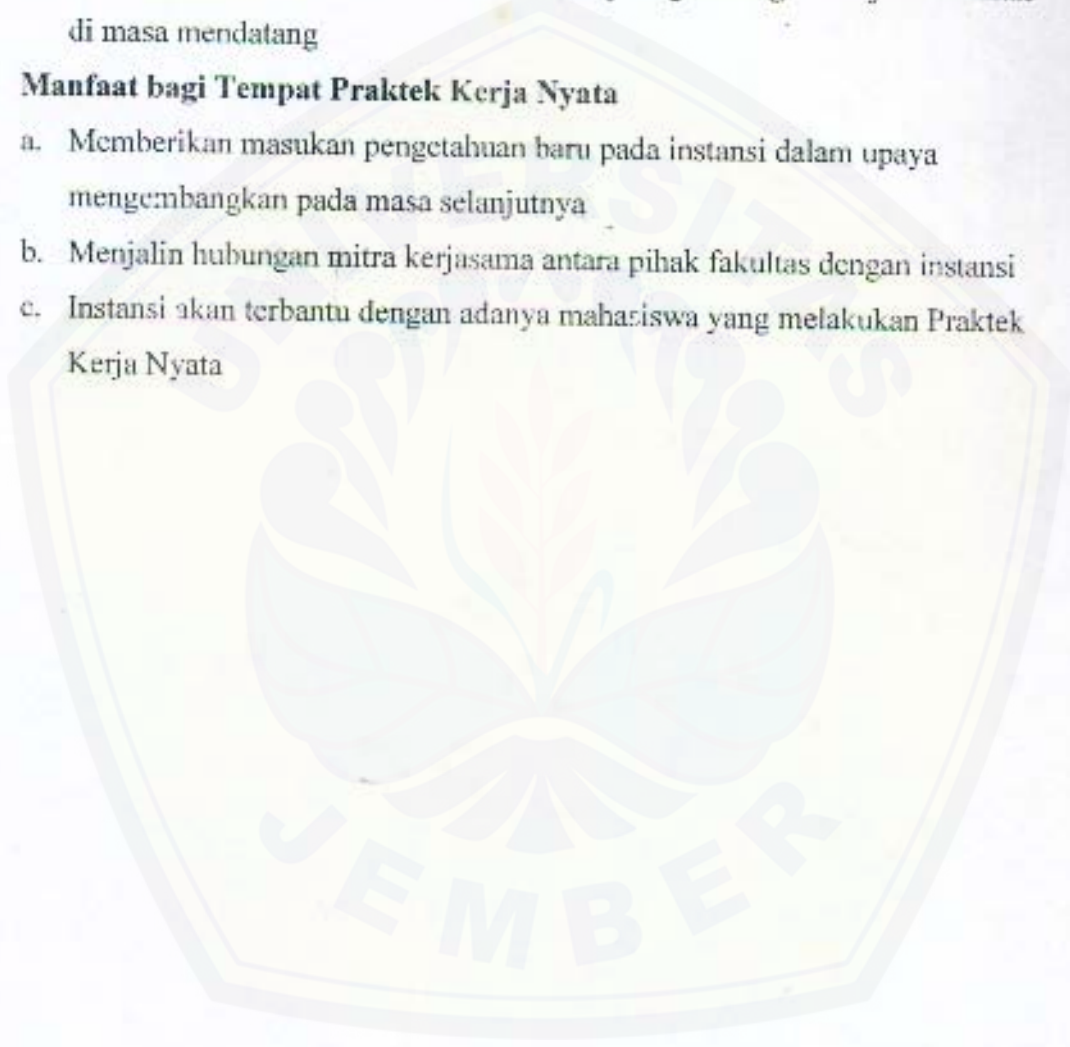 di masa mendatang
Manfaat bagi Tempat Praktek Kerja Nyata
a. Memberikan masukan pengetahuan baru pada instansi dalam upaya
mengembangkan pada masa selanjutnya
b. Menjalin hubungan mitra kerjasama antara pihak fakultas dengan instansi
c. Instansi akan terbantu dengan adanya mahasiswa yang melakukan Praktek
Kerja Nyata
UNIVERSITAS
JEMBER